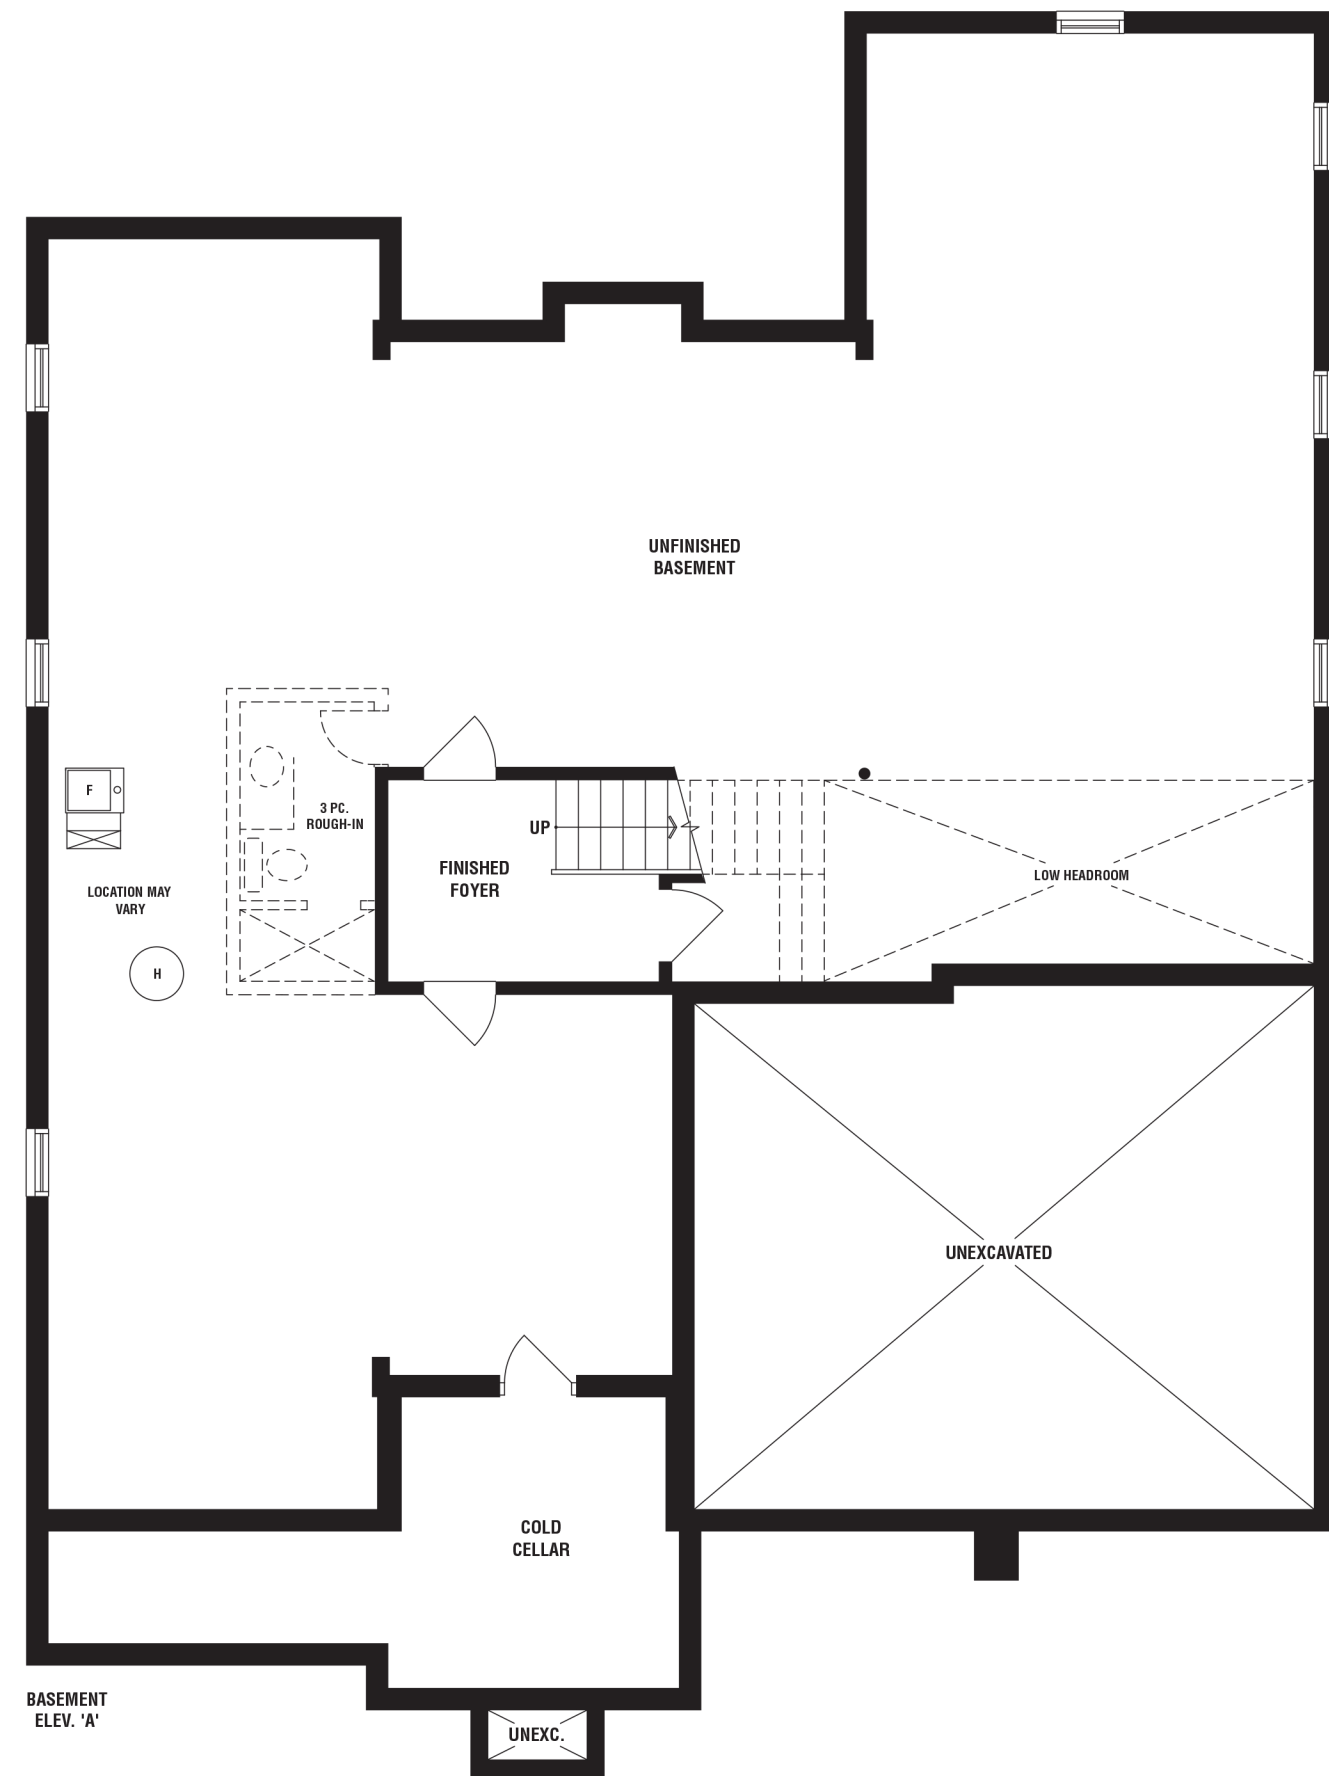 UNFINISHED
BASEMENT
F
3 PC.
ROUGH-IN
UP
FINISHED
FOYER
LOW HEADROOM
LOCATION MAY
VARY
H
UNEXCAVATED
COLD
CELLAR
BASEMENT
ELEV. 'A'
UNEXC.